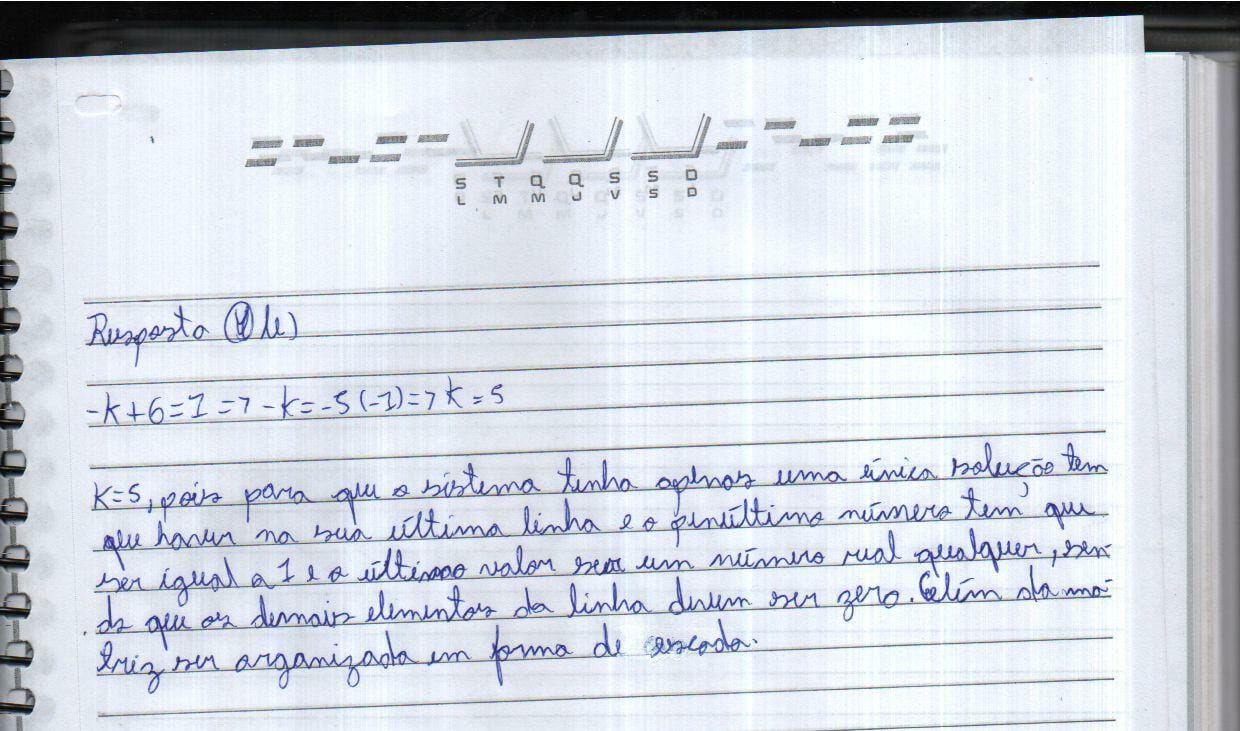 S T Q Q S S D
L M M J V S D
Resposta b)
-k+6=1 => -k=-5(-1)=> k=5
K=5, pois para que o sistema tenha apenas uma única solução tem
que haver na sua última linha e o penúltimo número tem que
ser igual a 1 e o último valor ser um número real qualquer, sen
do que os demais elementos da linha devem ser zero. Além da ma-
triz ser organizada em forma de escada.